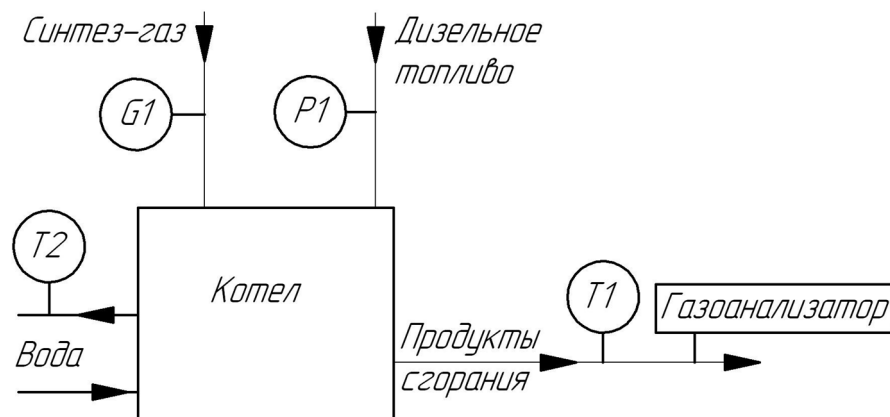 Синтез-газ
Дизельное
топливо
G1
P1
T2
Котел
T1
Газоанализатор
Вода
Продукты
сгорания